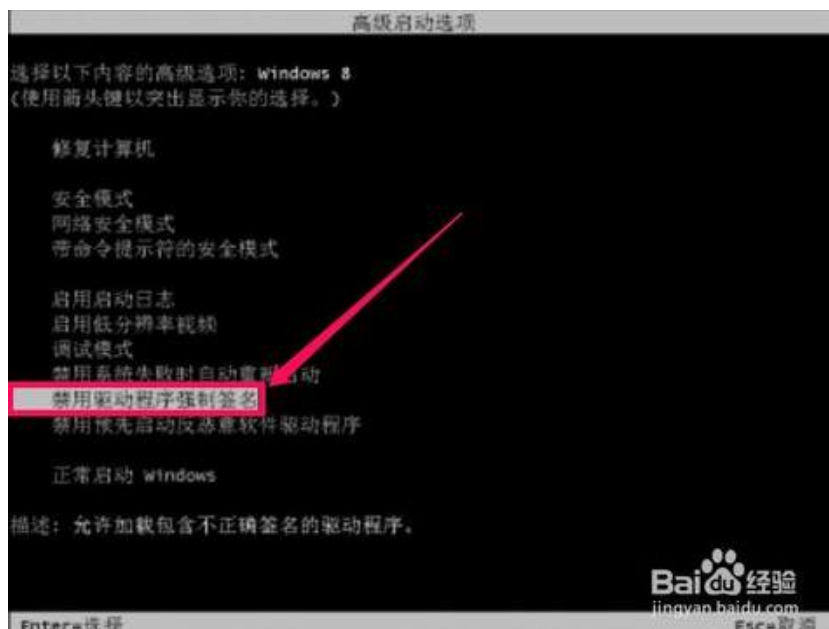 高级启动选项
选择以下内容的高级选项: Windows 8
(使用箭头键以突出显示你的选择。)
修复计算机
安全模式
网络安全模式
带命令提示符的安全模式
启用启动日志
启用低分辨率视频
调试模式
禁用系统失败时自动重新启动
禁用驱动程序强制签名
禁用预先启动反恶意软件驱动程序
正常启动 Windows
描述: 允许加载包含不正确签名的驱动程序。
Baidu 经验
jingyan.baidu.com
Enter=选择 Esc=取消